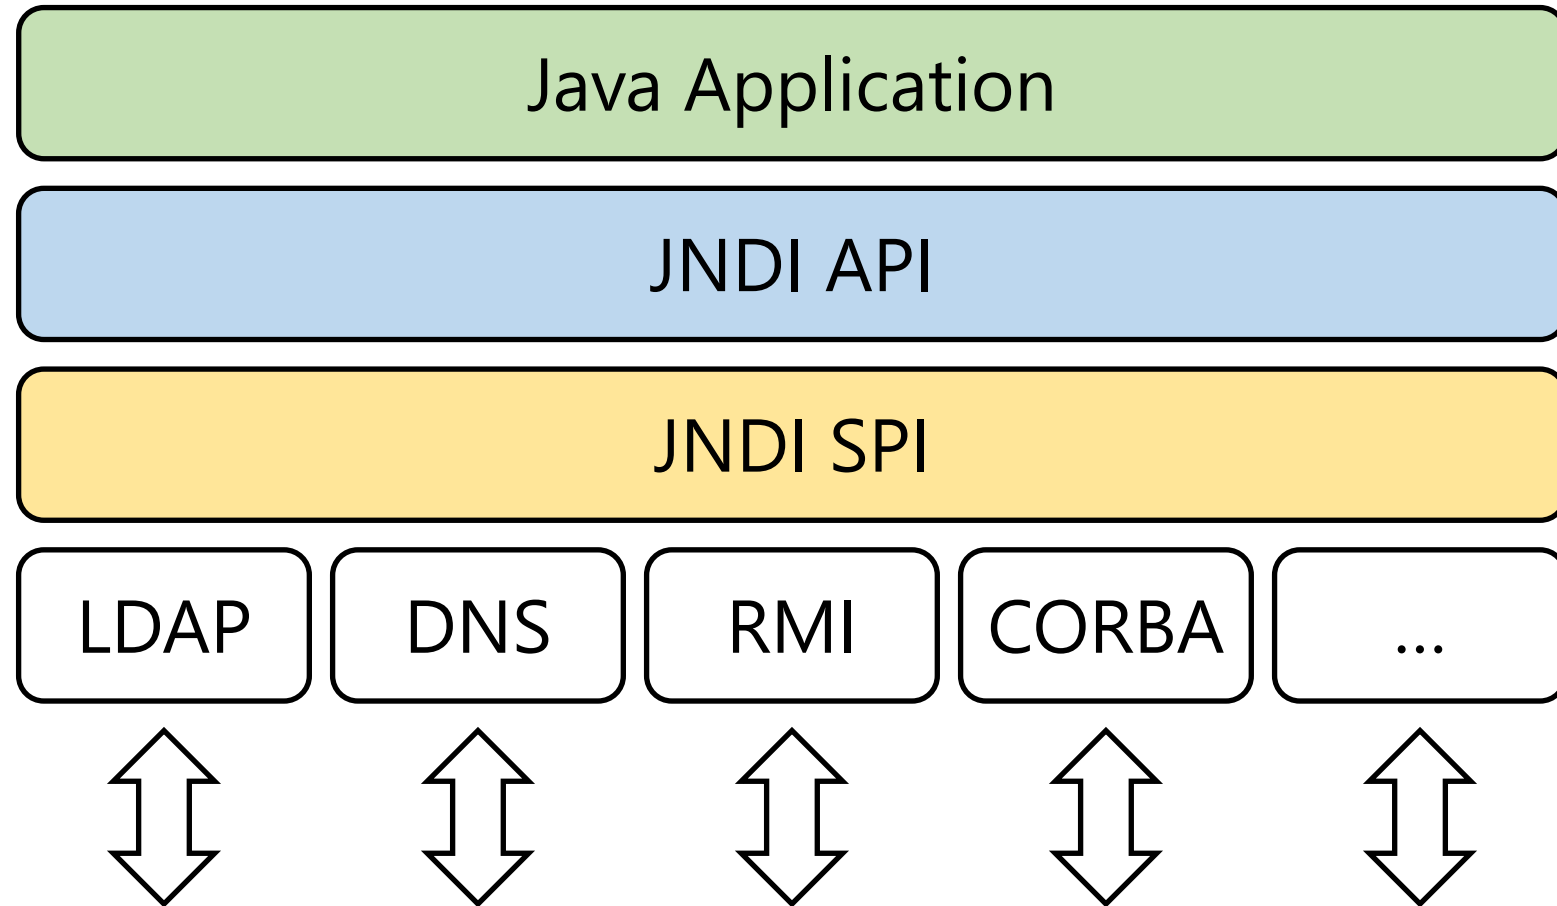 Java Application
JNDI API
JNDI SPI
LDAP
DNS
RMI
CORBA
...